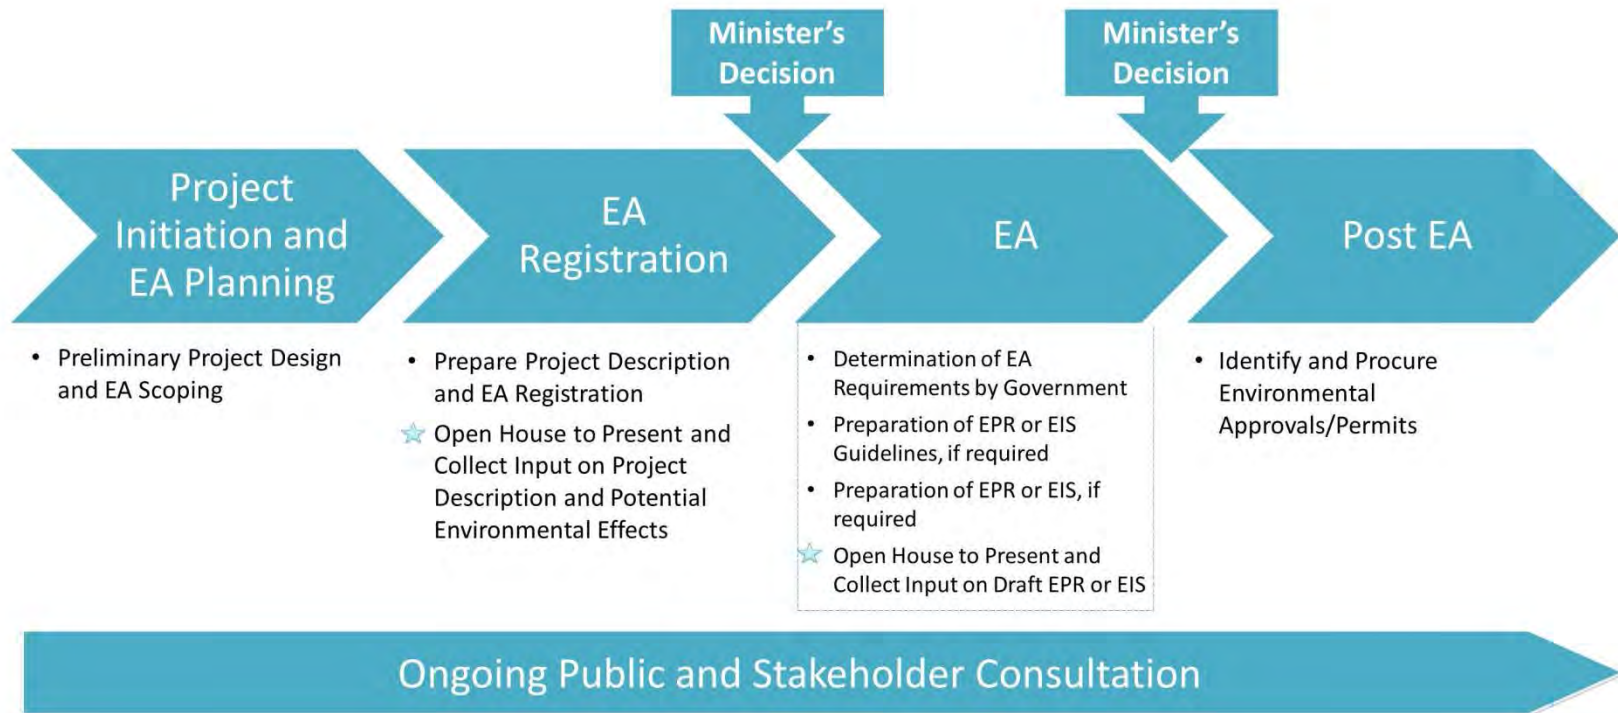 Minister's
Decision
Minister's
Decision
Project
Initiation and
EA Planning
EA
Registration
EA
Post EA
• Preliminary Project Design
and EA Scoping
• Prepare Project Description
and EA Registration
Open House to Present and
Collect Input on Project
Description and Potential
Environmental Effects
• Determination of EA
Requirements by Government
• Preparation of EPR or EIS
Guidelines, if required
• Preparation of EPR or EIS, if
required
Open House to Present and
Collect Input on Draft EPR or EIS
• Identify and Procure
Environmental
Approvals/Permits
Ongoing Public and Stakeholder Consultation